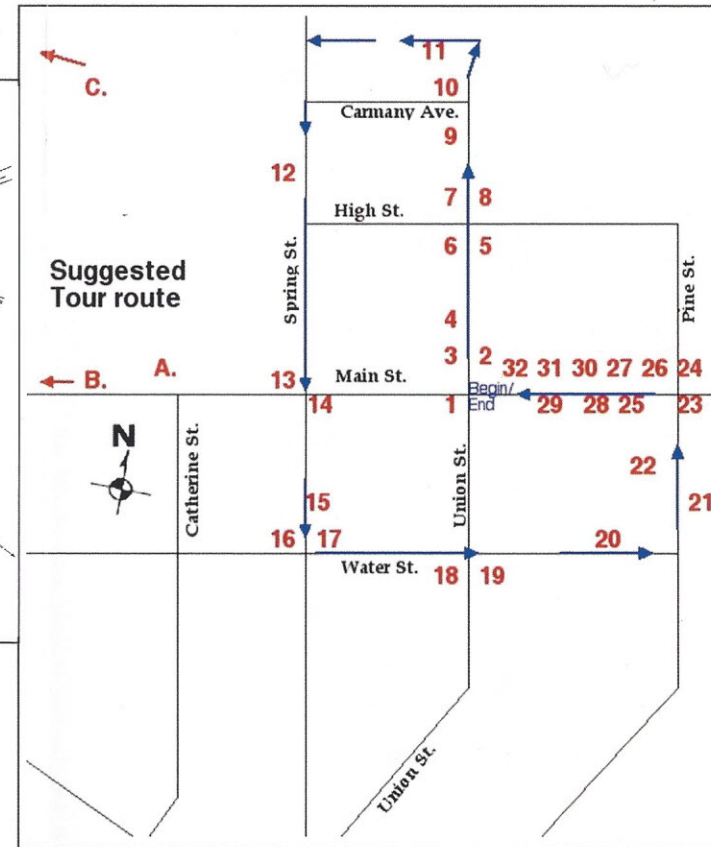 C.
11
10
Carmany Ave.
9
12
7 8
High St.
6 5
Suggested
Tour route
Spring St.
Pine St.
4
3 2
32 31 30 27 26 24
B.
A.
13
Main St.
Begin/
End
14
1
29 28 25 23
N
Catherine St.
Union St.
22
15
21
16 17
20
Water St.
18 19
Union St.